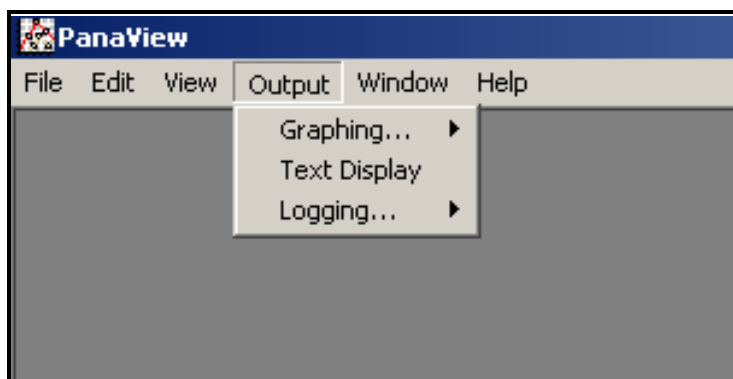 PanaView
File Edit View Output Window Help
Graphing...
Text Display
Logging...